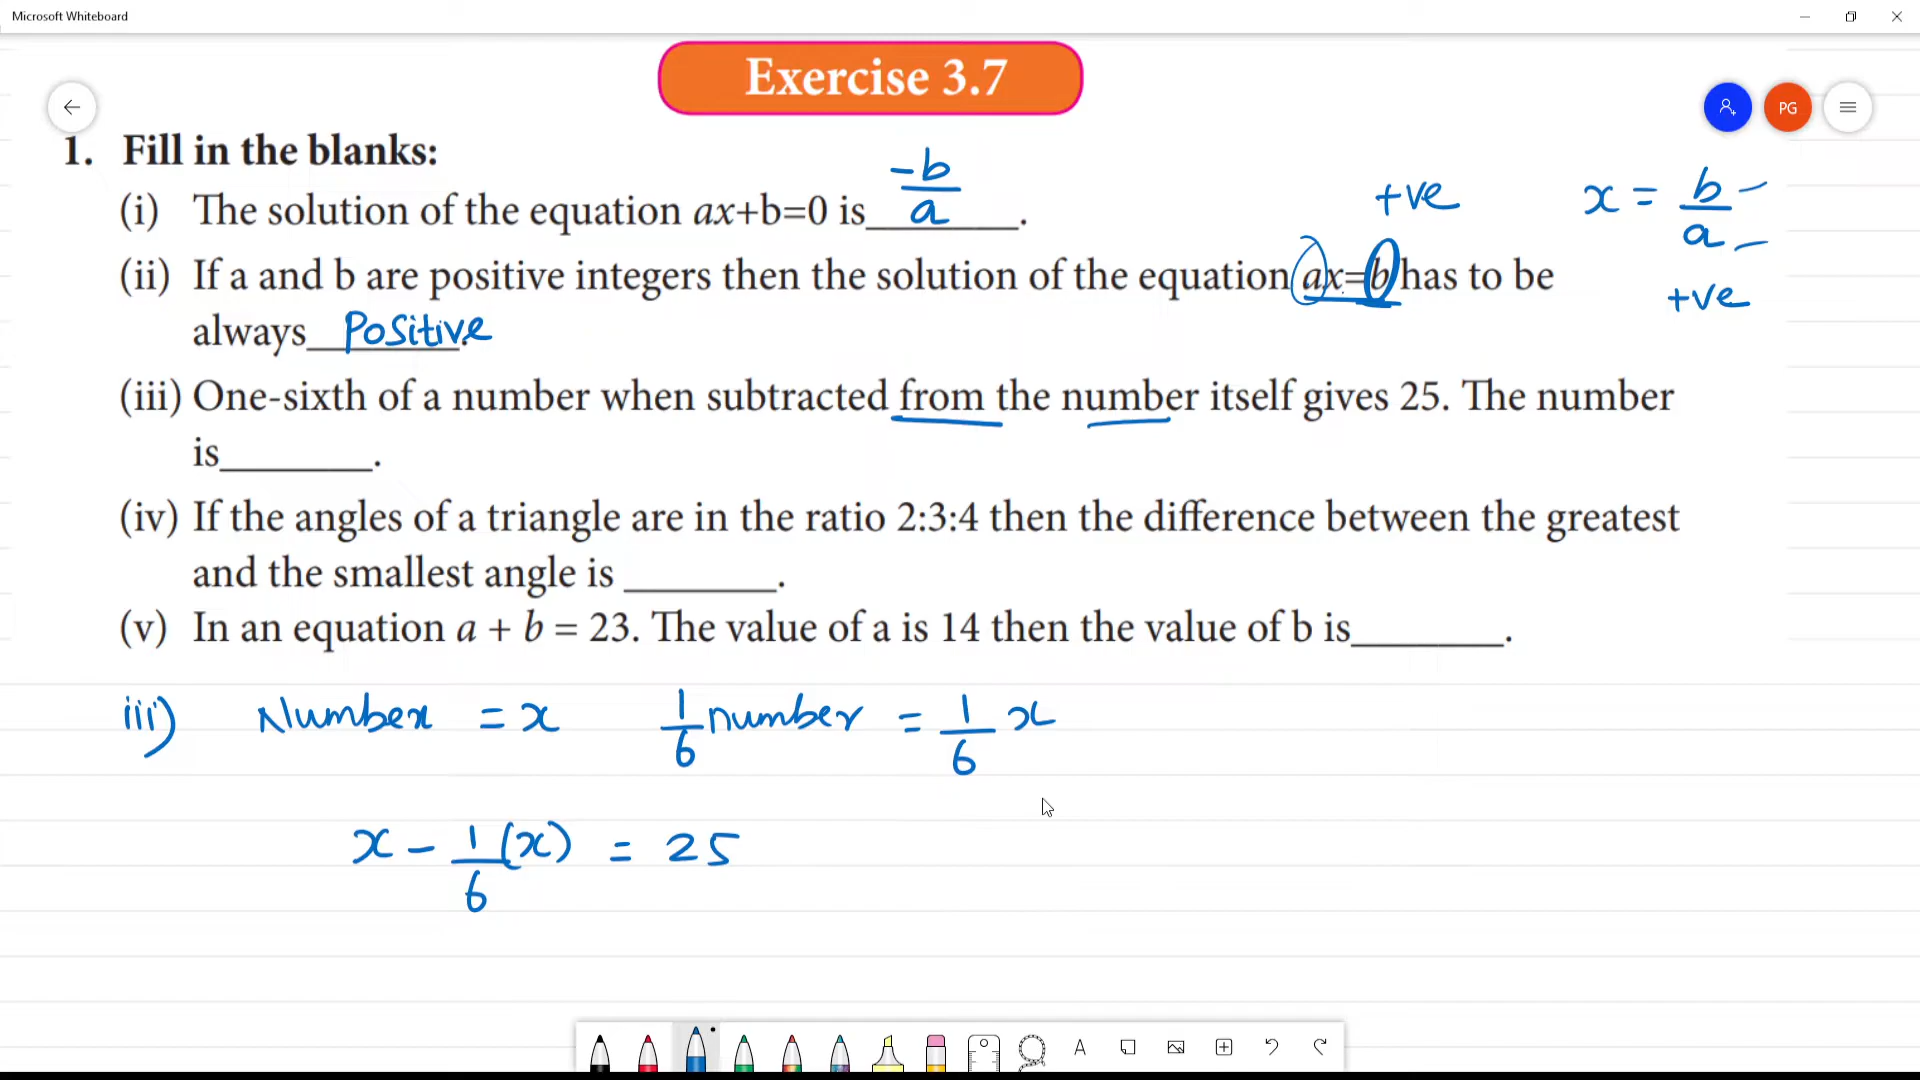 Microsoft Whiteboard
Exercise 3.7
PG
1. Fill in the blanks:
(i) The solution of the equation ax+b=0 is -b/a.
+ve x = b/a
(ii) If a and b are positive integers then the solution of the equation ax=b has to be
+ve
always Positive.
(iii) One-sixth of a number when subtracted from the number itself gives 25. The number
is________.
(iv) If the angles of a triangle are in the ratio 2:3:4 then the difference between the greatest
and the smallest angle is ________.
(v) In an equation a + b = 23. The value of a is 14 then the value of b is________.
iii) Number = x 1/6 number = 1/6 x
x - 1/6 (x) = 25
A